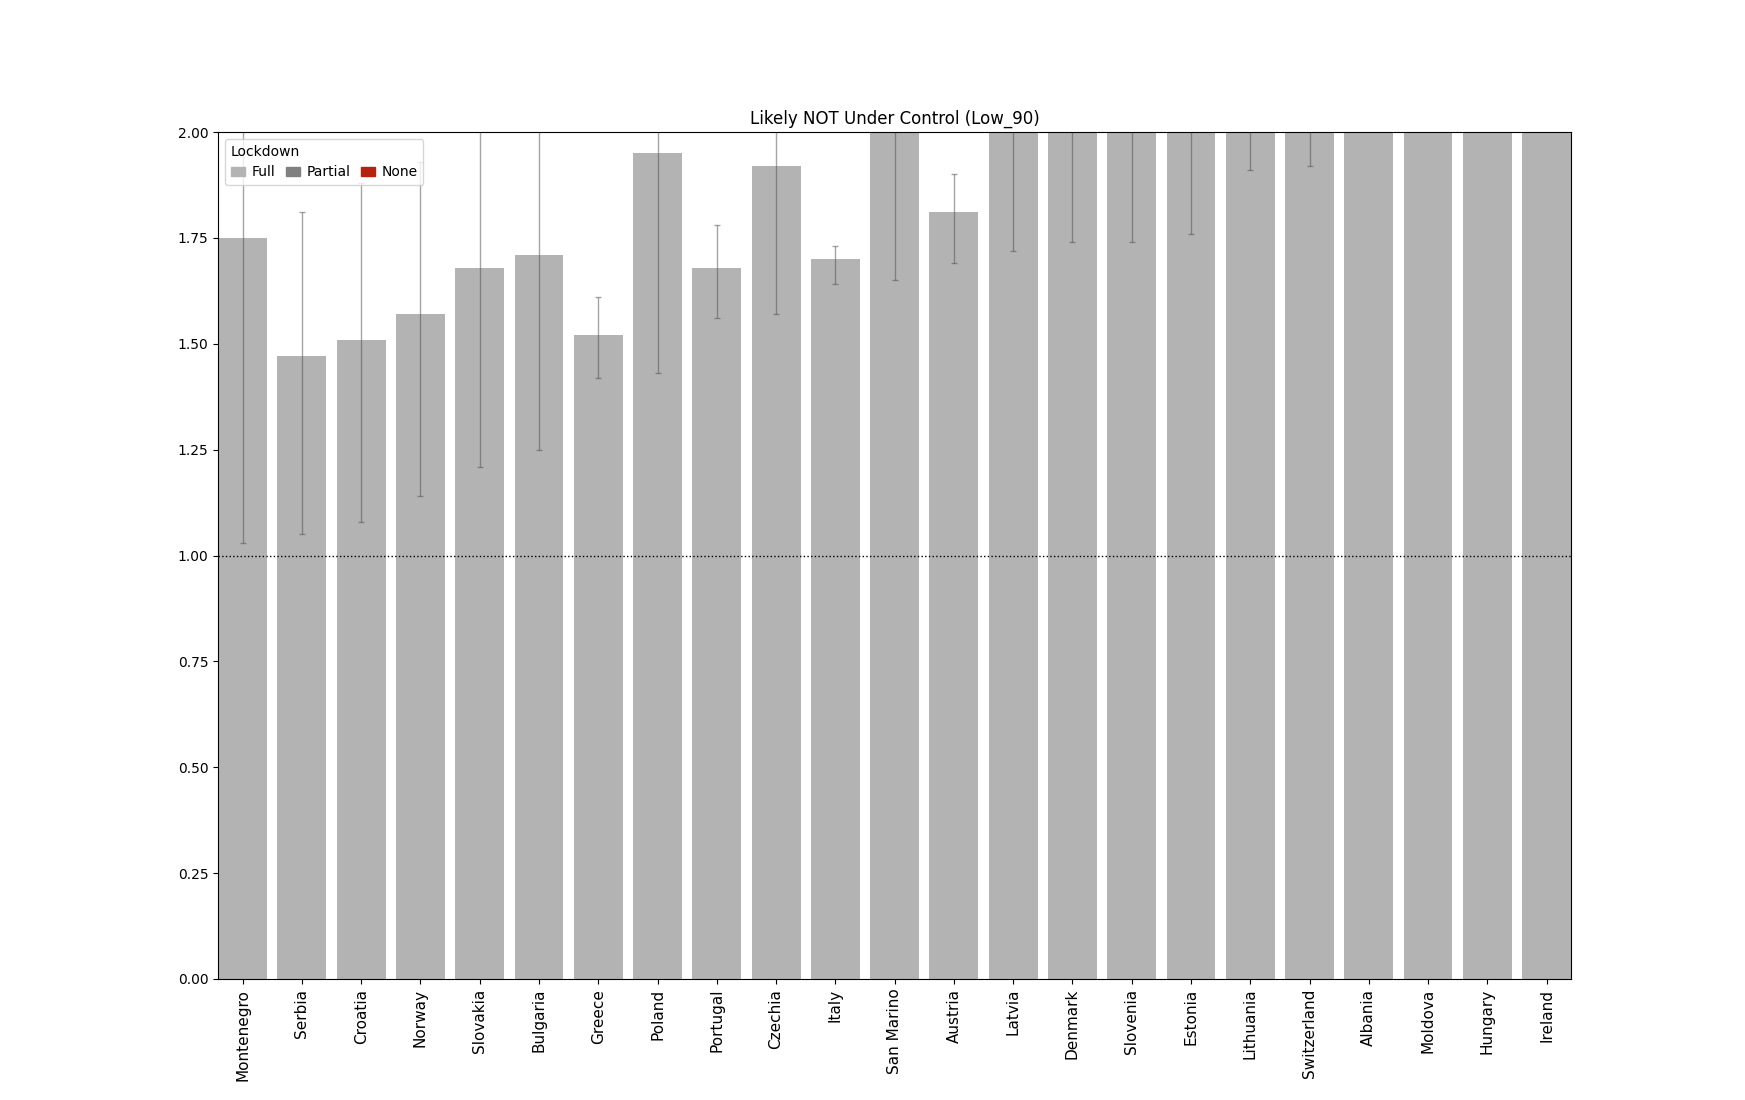 Likely NOT Under Control (Low_90)
Lockdown
Full Partial None
2.00
1.75
1.50
1.25
1.00
0.75
0.50
0.25
0.00
Montenegro
Serbia
Croatia
Norway
Slovakia
Bulgaria
Greece
Poland
Portugal
Czechia
Italy
San Marino
Austria
Latvia
Denmark
Slovenia
Estonia
Lithuania
Switzerland
Albania
Moldova
Hungary
Ireland